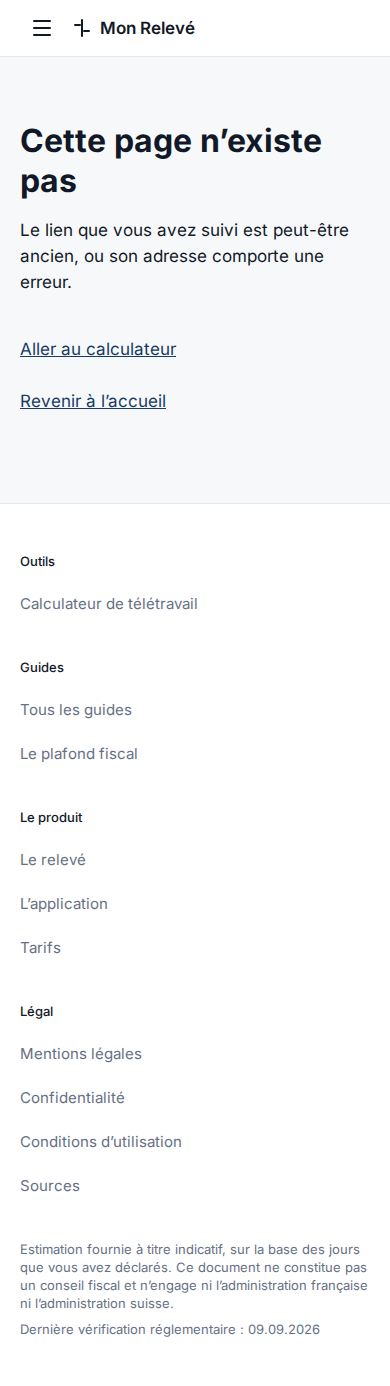 Mon Relevé
Cette page n’existe
pas
Le lien que vous avez suivi est peut-être
ancien, ou son adresse comporte une
erreur.
Aller au calculateur
Revenir à l’accueil
Outils
Calculateur de télétravail
Guides
Tous les guides
Le plafond fiscal
Le produit
Le relevé
L’application
Tarifs
Légal
Mentions légales
Confidentialité
Conditions d’utilisation
Sources
Estimation fournie à titre indicatif, sur la base des jours
que vous avez déclarés. Ce document ne constitue pas
un conseil fiscal et n’engage ni l’administration française
ni l’administration suisse.
Dernière vérification réglementaire : 09.09.2026